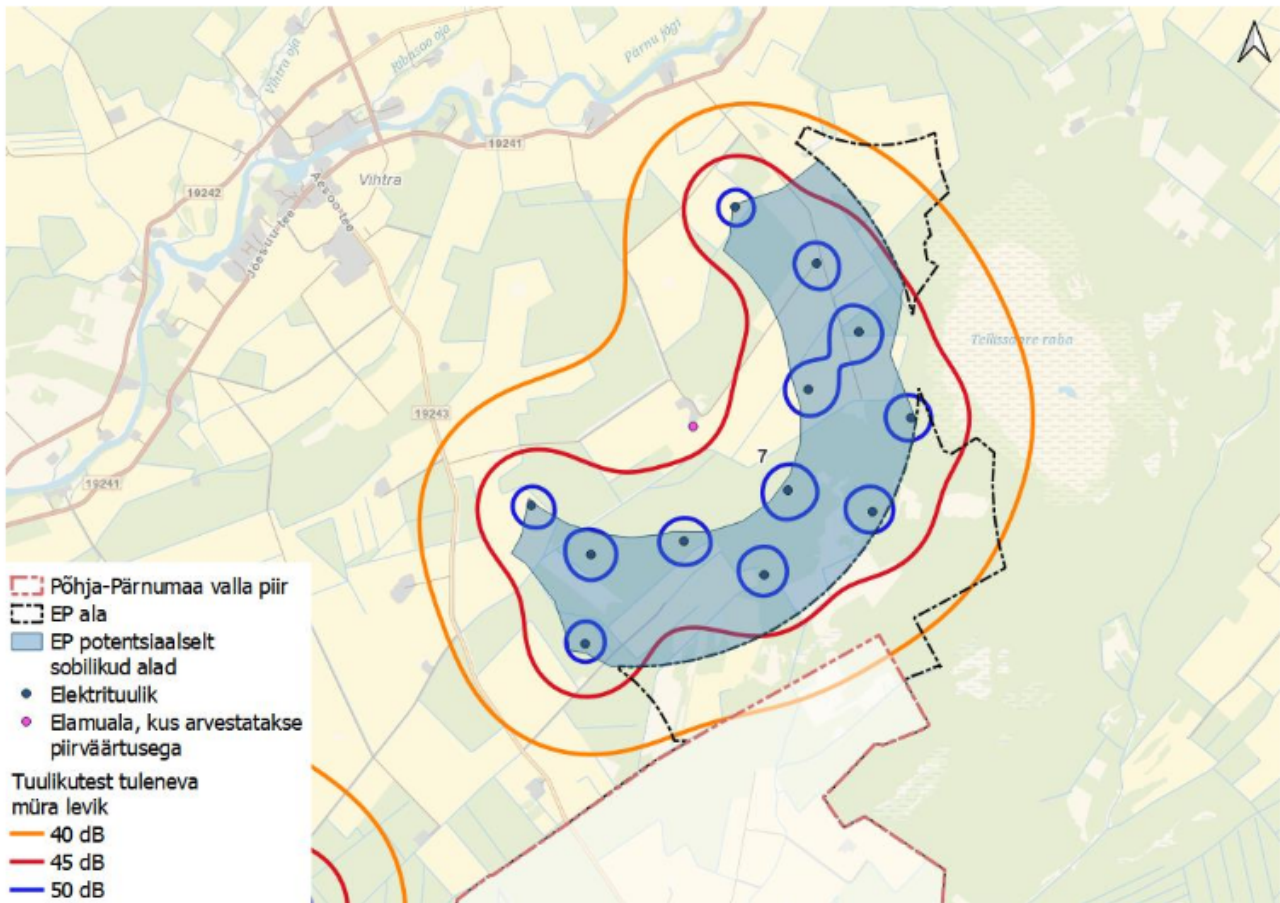 Vihtra oja
Ribasoo oja
Pärnu jõgi
19241
19242
Vihtra
Aesoo tee
Jõesuu tee
Tellissaare raba
19243
7
19241
Põhja-Pärnumaa valla piir
EP ala
EP potentsiaalselt
sobilikud alad
Elektrituulik
Elamuala, kus arvestatakse
piirväärtusega
Tuulikutest tuleneva
müra levik
40 dB
45 dB
50 dB